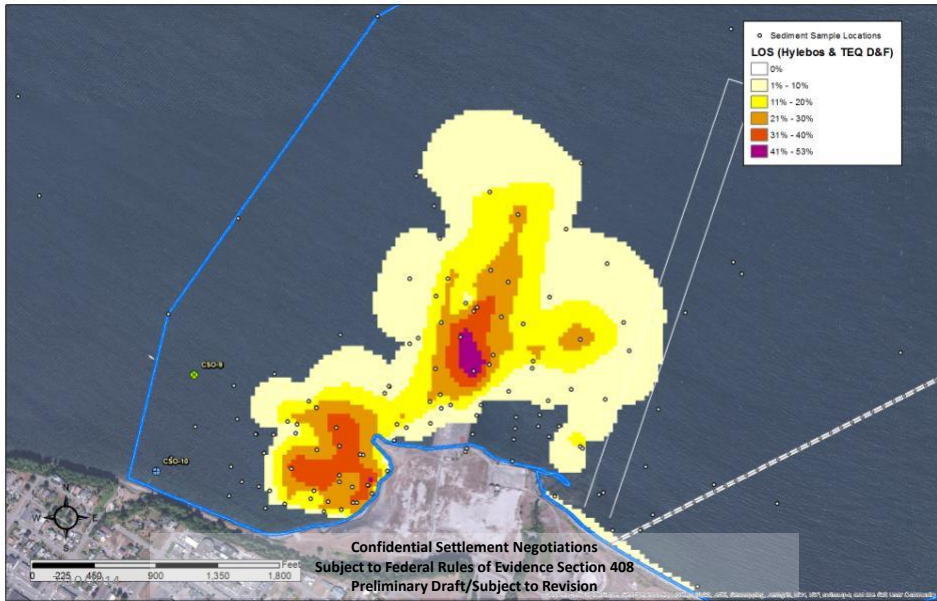 Sediment Sample Locations
LOS (Hylebos & TEQ D&F)
0%
1% - 10%
11% - 20%
21% - 30%
31% - 40%
41% - 53%
CSO-9
CSO-10
N
W E
S
Feet
0 225 450 900 1,350 1,800
Confidential Settlement Negotiations
Subject to Federal Rules of Evidence Section 408
Preliminary Draft/Subject to Revision